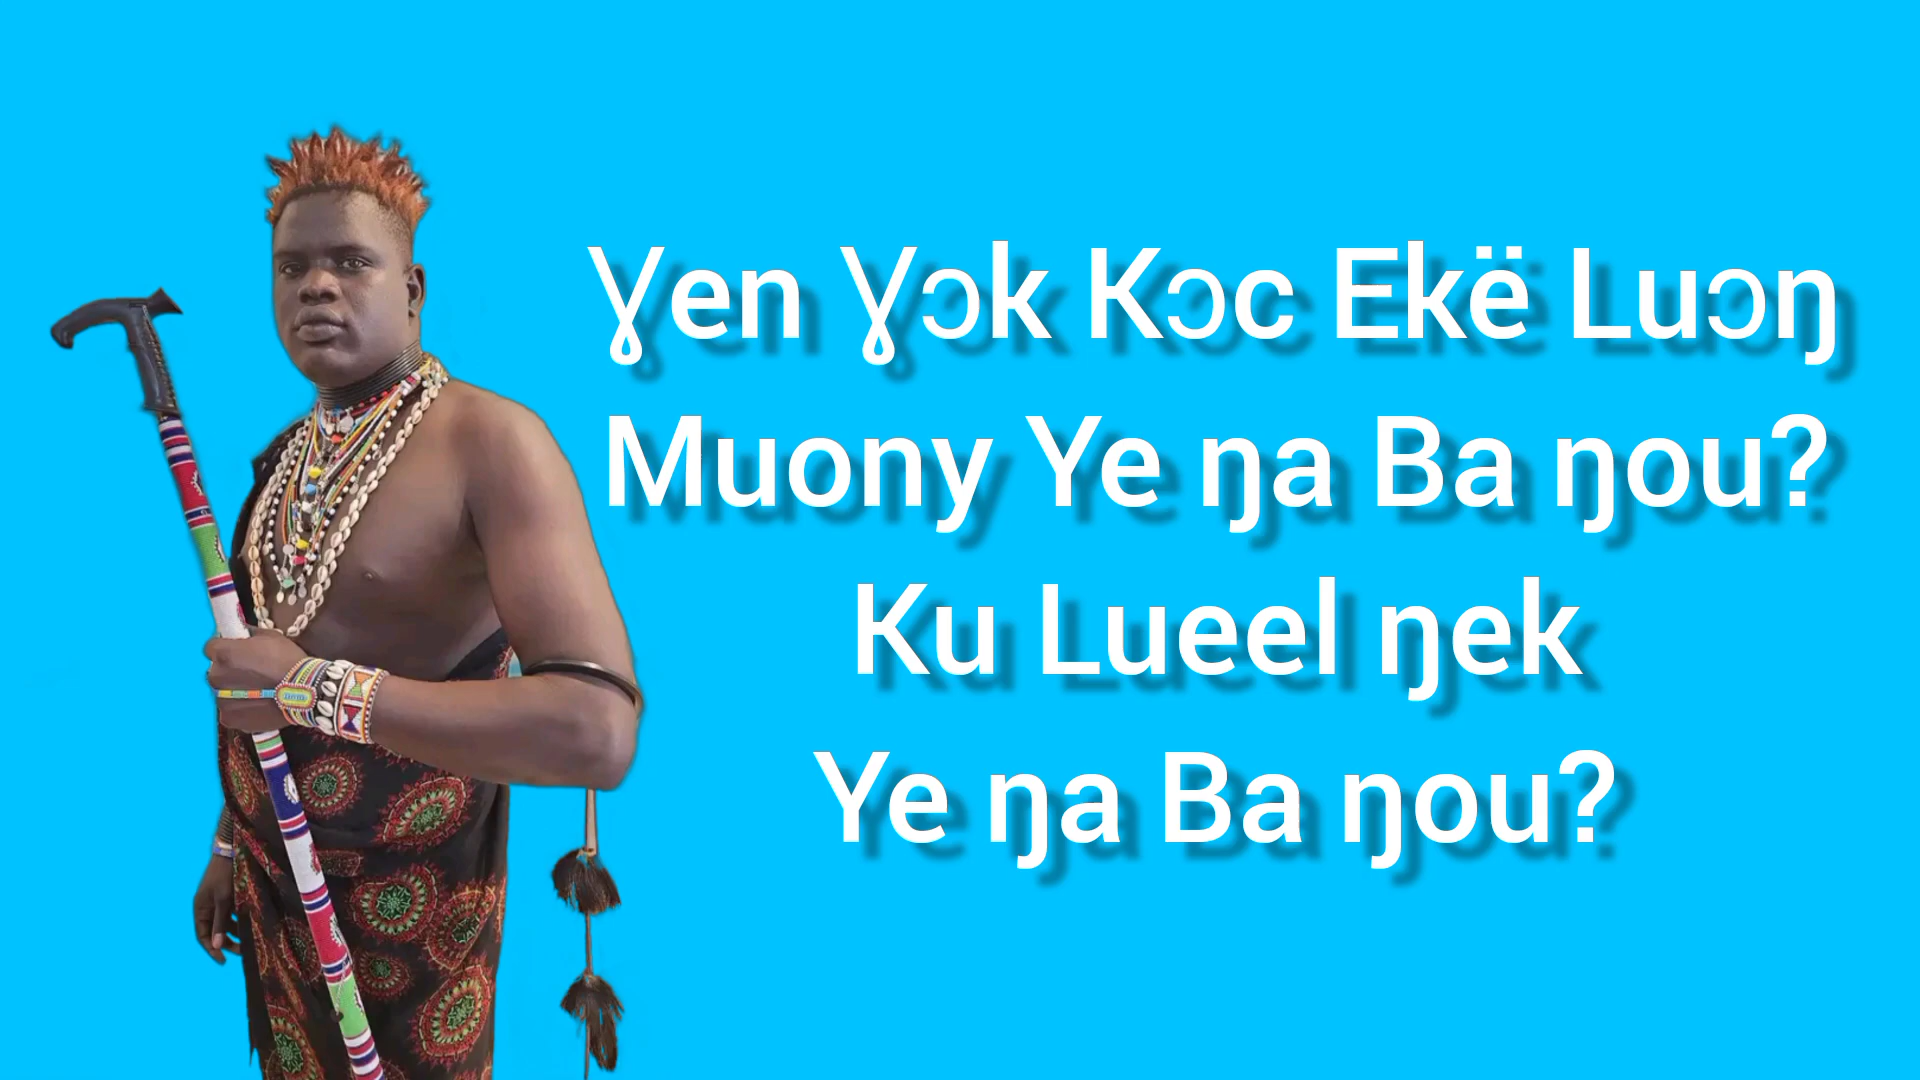 Ɣen Ɣɔk Kɔc Ekë Luɔŋ
Muony Ye ŋa Ba ŋou?
Ku Lueel ŋek
Ye ŋa Ba ŋou?